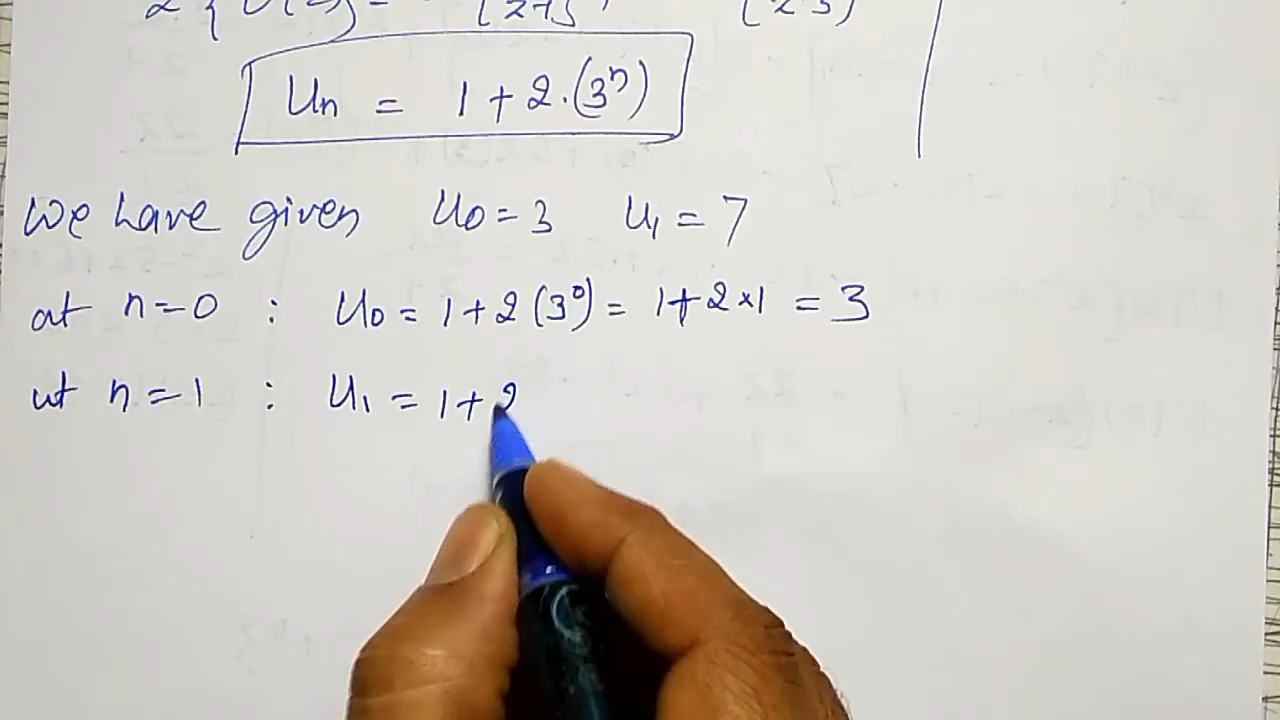 Un = 1 + 2.(3ⁿ)
We have given U0 = 3 U1 = 7
at n=0 : U0 = 1+2(3⁰) = 1+2×1 = 3
at n=1 : U1 = 1+2